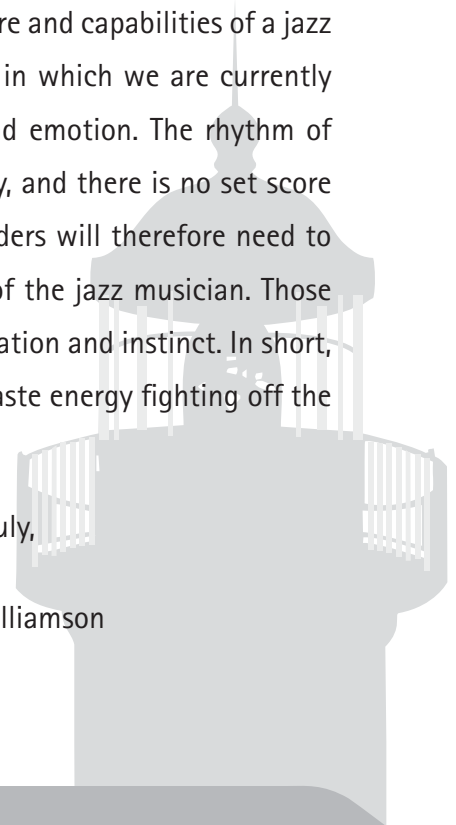 re and capabilities of a jazz
in which we are currently
d emotion. The rhythm of
y, and there is no set score
ders will therefore need to
of the jazz musician. Those
ation and instinct. In short,
aste energy fighting off the
uly,
lliamson